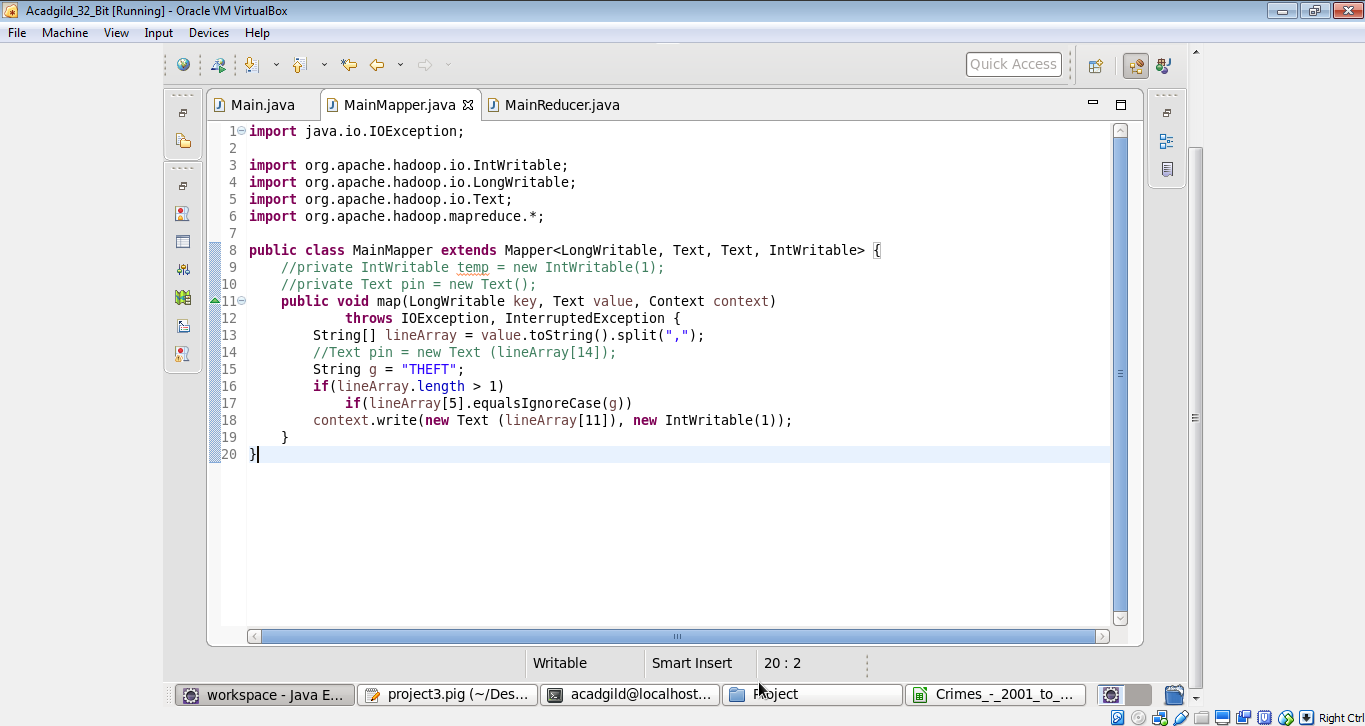 Acadgild_32_Bit [Running] - Oracle VM VirtualBox
File Machine View Input Devices Help
Quick Access
Main.java MainMapper.java MainReducer.java
1 import java.io.IOException;
2
3 import org.apache.hadoop.io.IntWritable;
4 import org.apache.hadoop.io.LongWritable;
5 import org.apache.hadoop.io.Text;
6 import org.apache.hadoop.mapreduce.*;
7
8 public class MainMapper extends Mapper<LongWritable, Text, Text, IntWritable> {
9 //private IntWritable temp = new IntWritable(1);
10 //private Text pin = new Text();
11 public void map(LongWritable key, Text value, Context context)
12 throws IOException, InterruptedException {
13 String[] lineArray = value.toString().split(",");
14 //Text pin = new Text (lineArray[14]);
15 String g = "THEFT";
16 if(lineArray.length > 1)
17 if(lineArray[5].equalsIgnoreCase(g))
18 context.write(new Text (lineArray[11]), new IntWritable(1));
19 }
20 }
Writable Smart Insert 20 : 2
workspace - Java E... project3.pig (~/Des... acadgild@localhost... Project Crimes_-_2001_to_...
Right Ctrl